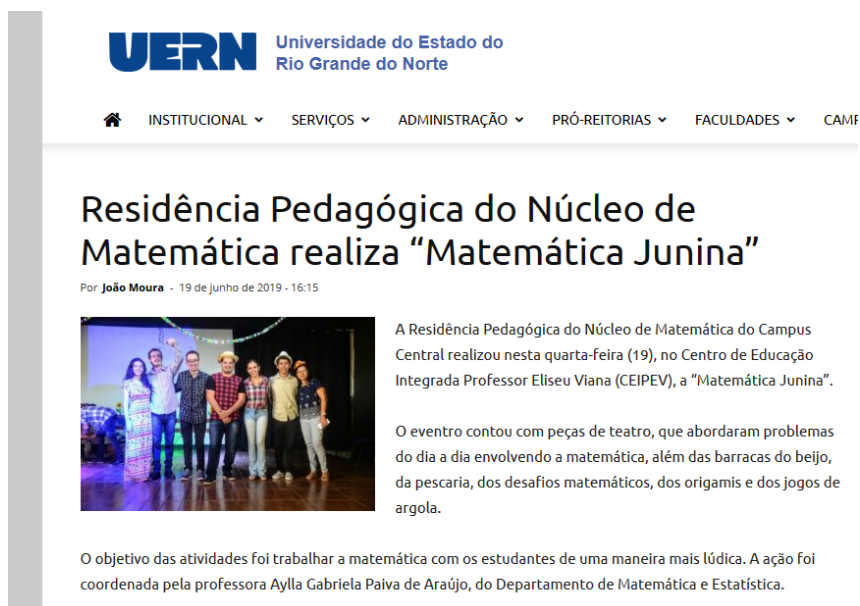 UERN
Universidade do Estado do
Rio Grande do Norte
INSTITUCIONAL SERVIÇOS ADMINISTRAÇÃO PRÓ-REITORIAS FACULDADES CAMP
Residência Pedagógica do Núcleo de
Matemática realiza “Matemática Junina”
Por João Moura - 19 de junho de 2019 - 16:15
A Residência Pedagógica do Núcleo de Matemática do Campus
Central realizou nesta quarta-feira (19), no Centro de Educação
Integrada Professor Eliseu Viana (CEIPEV), a “Matemática Junina”.
O eventro contou com peças de teatro, que abordaram problemas
do dia a dia envolvendo a matemática, além das barracas do beijo,
da pescaria, dos desafios matemáticos, dos origamis e dos jogos de
argola.
O objetivo das atividades foi trabalhar a matemática com os estudantes de uma maneira mais lúdica. A ação foi
coordenada pela professora Aylla Gabriela Paiva de Araújo, do Departamento de Matemática e Estatística.